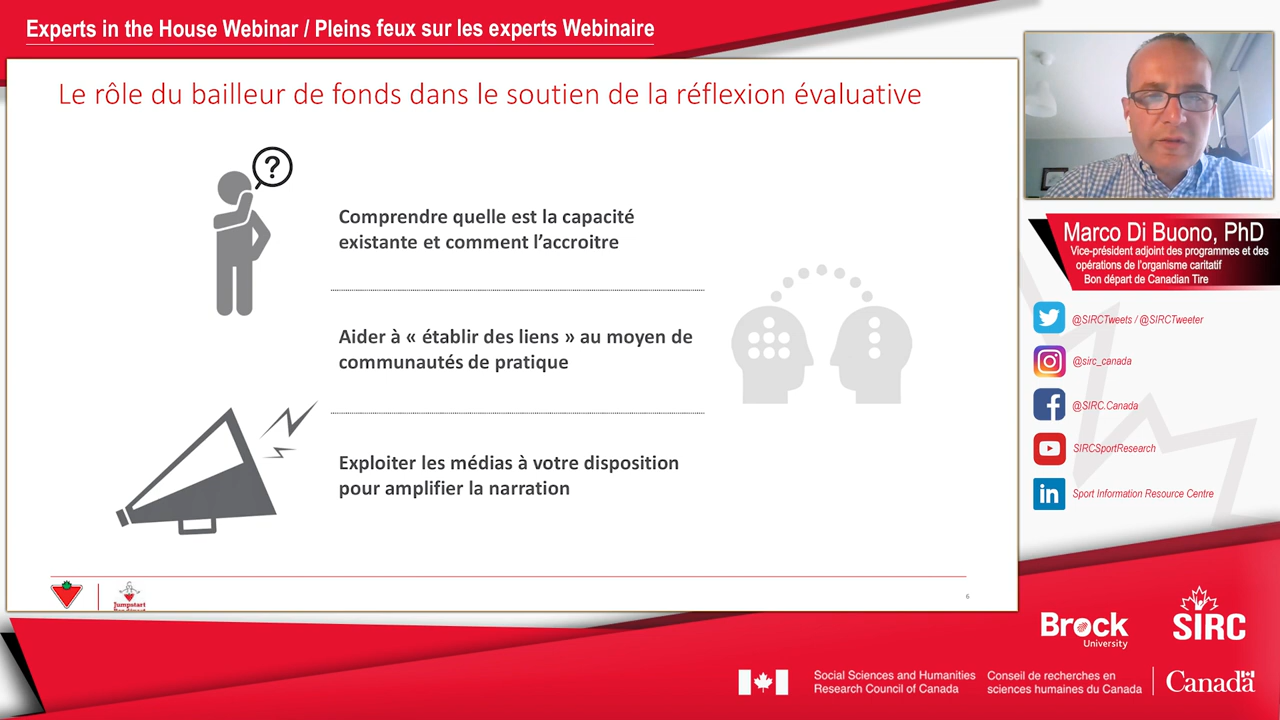 Experts in the House Webinar / Pleins feux sur les experts Webinaire
Le rôle du bailleur de fonds dans le soutien de la réflexion évaluative
?
Comprendre quelle est la capacité
existante et comment l’accroitre
Aider à « établir des liens » au moyen de
communautés de pratique
Exploiter les médias à votre disposition
pour amplifier la narration
Jumpstart
6
Marco Di Buono, PhD
Vice-président adjoint des programmes et des
opérations de l’organisme caritatif
Bon départ de Canadian Tire
@SIRCTweets / @SIRCTweeter
@sirc_canada
@SIRC.Canada
SIRCSportResearch
in
Sport Information Resource Centre
Brock
University
SIRC
Social Sciences and Humanities
Research Council of Canada
Conseil de recherches en
sciences humaines du Canada
Canada